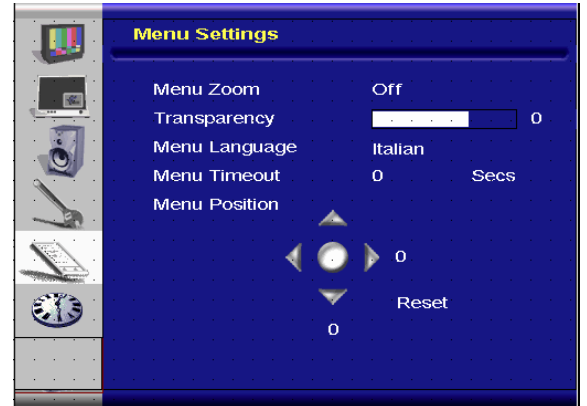 Menu Settings
Menu Zoom Off
Transparency 0
Menu Language Italian
Menu Timeout 0 Secs
Menu Position
0
Reset
0